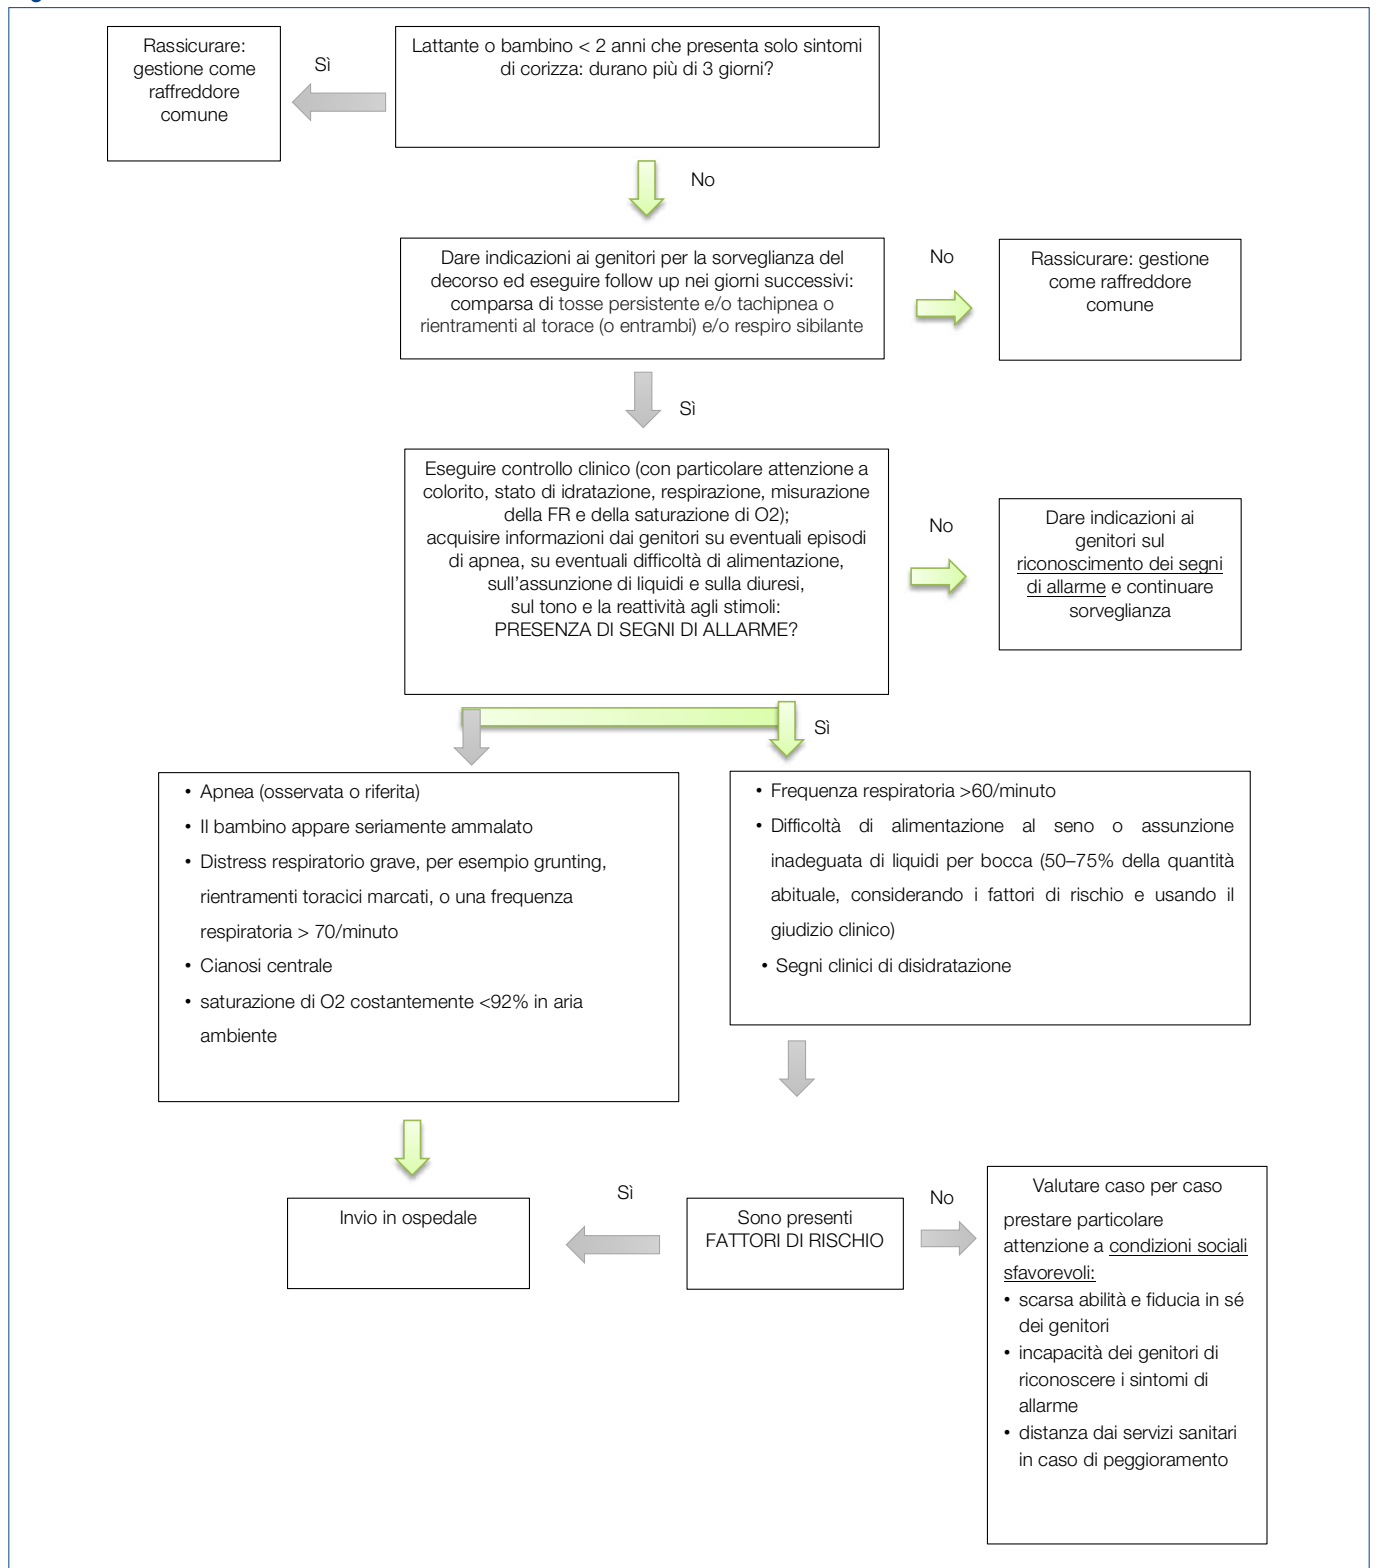 Rassicurare:
gestione come
raffreddore
comune
Sì
Lattante o bambino < 2 anni che presenta solo sintomi
di corizza: durano più di 3 giorni?
No
Dare indicazioni ai genitori per la sorveglianza del
decorso ed eseguire follow up nei giorni successivi:
comparsa di tosse persistente e/o tachipnea o
rientramenti al torace (o entrambi) e/o respiro sibilante
No
Rassicurare: gestione
come raffreddore
comune
Sì
Eseguire controllo clinico (con particolare attenzione a
colorito, stato di idratazione, respirazione, misurazione
della FR e della saturazione di O2);
acquisire informazioni dai genitori su eventuali episodi
di apnea, su eventuali difficoltà di alimentazione,
sull'assunzione di liquidi e sulla diuresi,
sul tono e la reattività agli stimoli:
PRESENZA DI SEGNI DI ALLARME?
No
Dare indicazioni ai
genitori sul
riconoscimento dei segni
di allarme e continuare
sorveglianza
Sì
• Apnea (osservata o riferita)
• Il bambino appare seriamente ammalato
• Distress respiratorio grave, per esempio grunting,
rientramenti toracici marcati, o una frequenza
respiratoria > 70/minuto
• Cianosi centrale
• saturazione di O2 costantemente <92% in aria
ambiente
• Frequenza respiratoria >60/minuto
• Difficoltà di alimentazione al seno o assunzione
inadeguata di liquidi per bocca (50–75% della quantità
abituale, considerando i fattori di rischio e usando il
giudizio clinico)
• Segni clinici di disidratazione
Invio in ospedale
Sì
Sono presenti
FATTORI DI RISCHIO
No
Valutare caso per caso
prestare particolare
attenzione a condizioni sociali
sfavorevoli:
• scarsa abilità e fiducia in sé
dei genitori
• incapacità dei genitori di
riconoscere i sintomi di
allarme
• distanza dai servizi sanitari
in caso di peggioramento